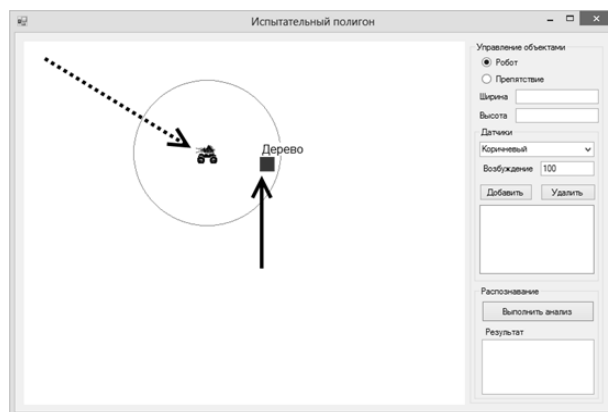 Испытательный полигон
Управление объектами
Робот
Препятствие
Ширина
Высота
Датчики
Коричневый
Возбуждение 100
Добавить Удалить
Распознавание
Выполнить анализ
Результат
Дерево